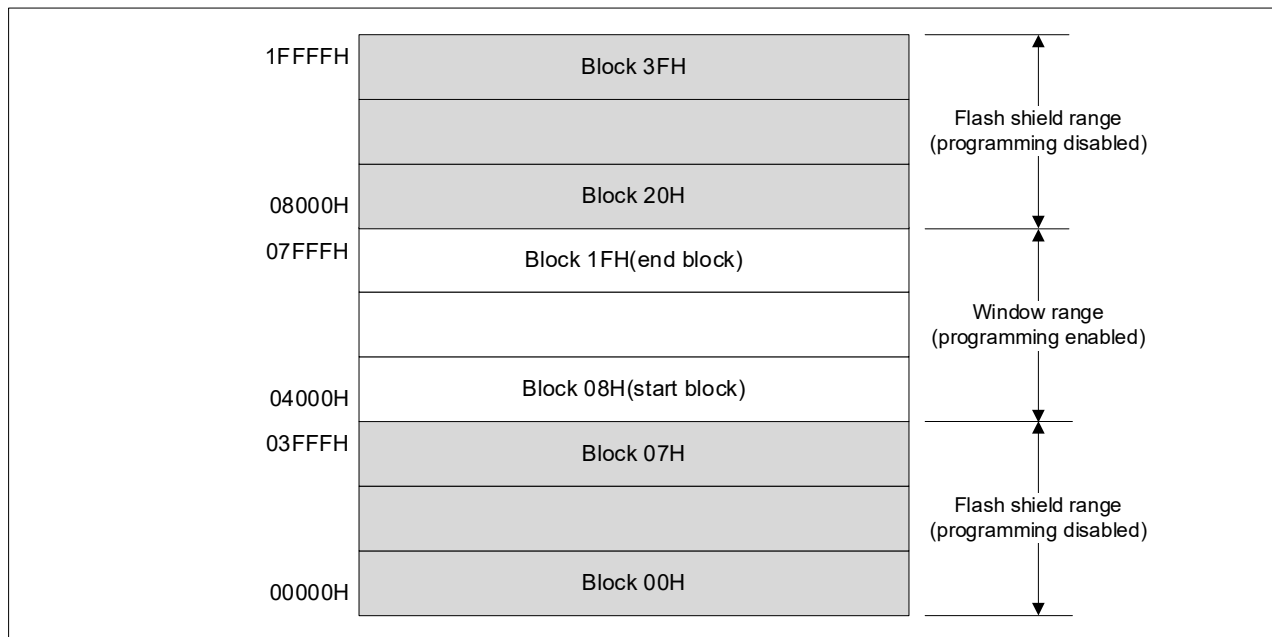 1FFFFH
Block 3FH
Flash shield range
(programming disabled)
Block 20H
08000H
07FFFH
Block 1FH(end block)
Window range
(programming enabled)
Block 08H(start block)
04000H
03FFFH
Block 07H
Flash shield range
(programming disabled)
Block 00H
00000H